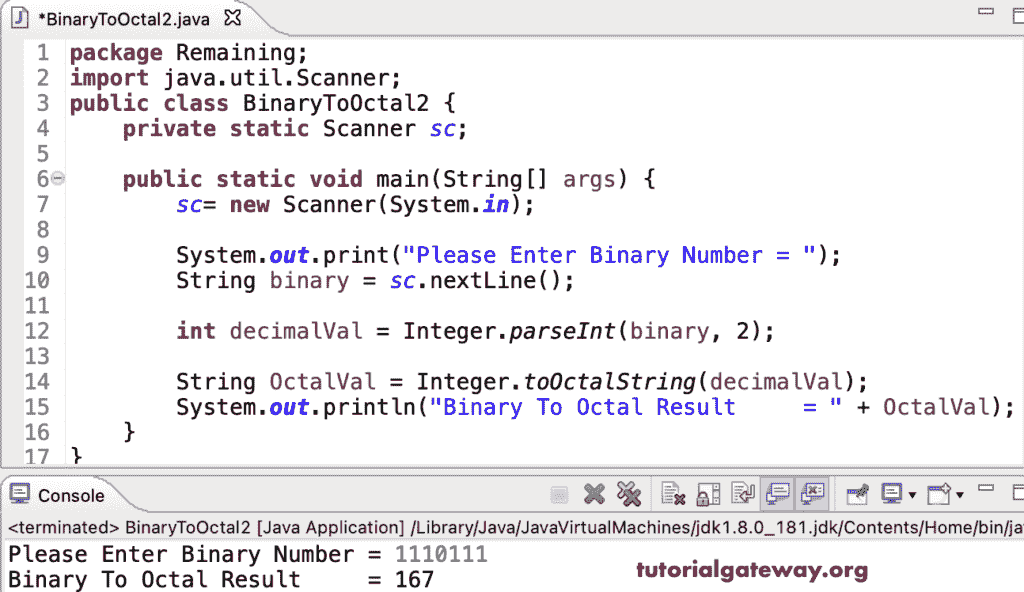 *BinaryToOctal2.java
1 package Remaining;
2 import java.util.Scanner;
3 public class BinaryToOctal2 {
4     private static Scanner sc;
5
6     public static void main(String[] args) {
7         sc= new Scanner(System.in);
8
9         System.out.print("Please Enter Binary Number = ");
10         String binary = sc.nextLine();
11
12         int decimalVal = Integer.parseInt(binary, 2);
13
14         String OctalVal = Integer.toOctalString(decimalVal);
15         System.out.println("Binary To Octal Result     = " + OctalVal);
16     }
17 }
Console
<terminated> BinaryToOctal2 [Java Application] /Library/Java/JavaVirtualMachines/jdk1.8.0_181.jdk/Contents/Home/bin/ja
Please Enter Binary Number = 1110111
Binary To Octal Result     = 167
tutorialgateway.org